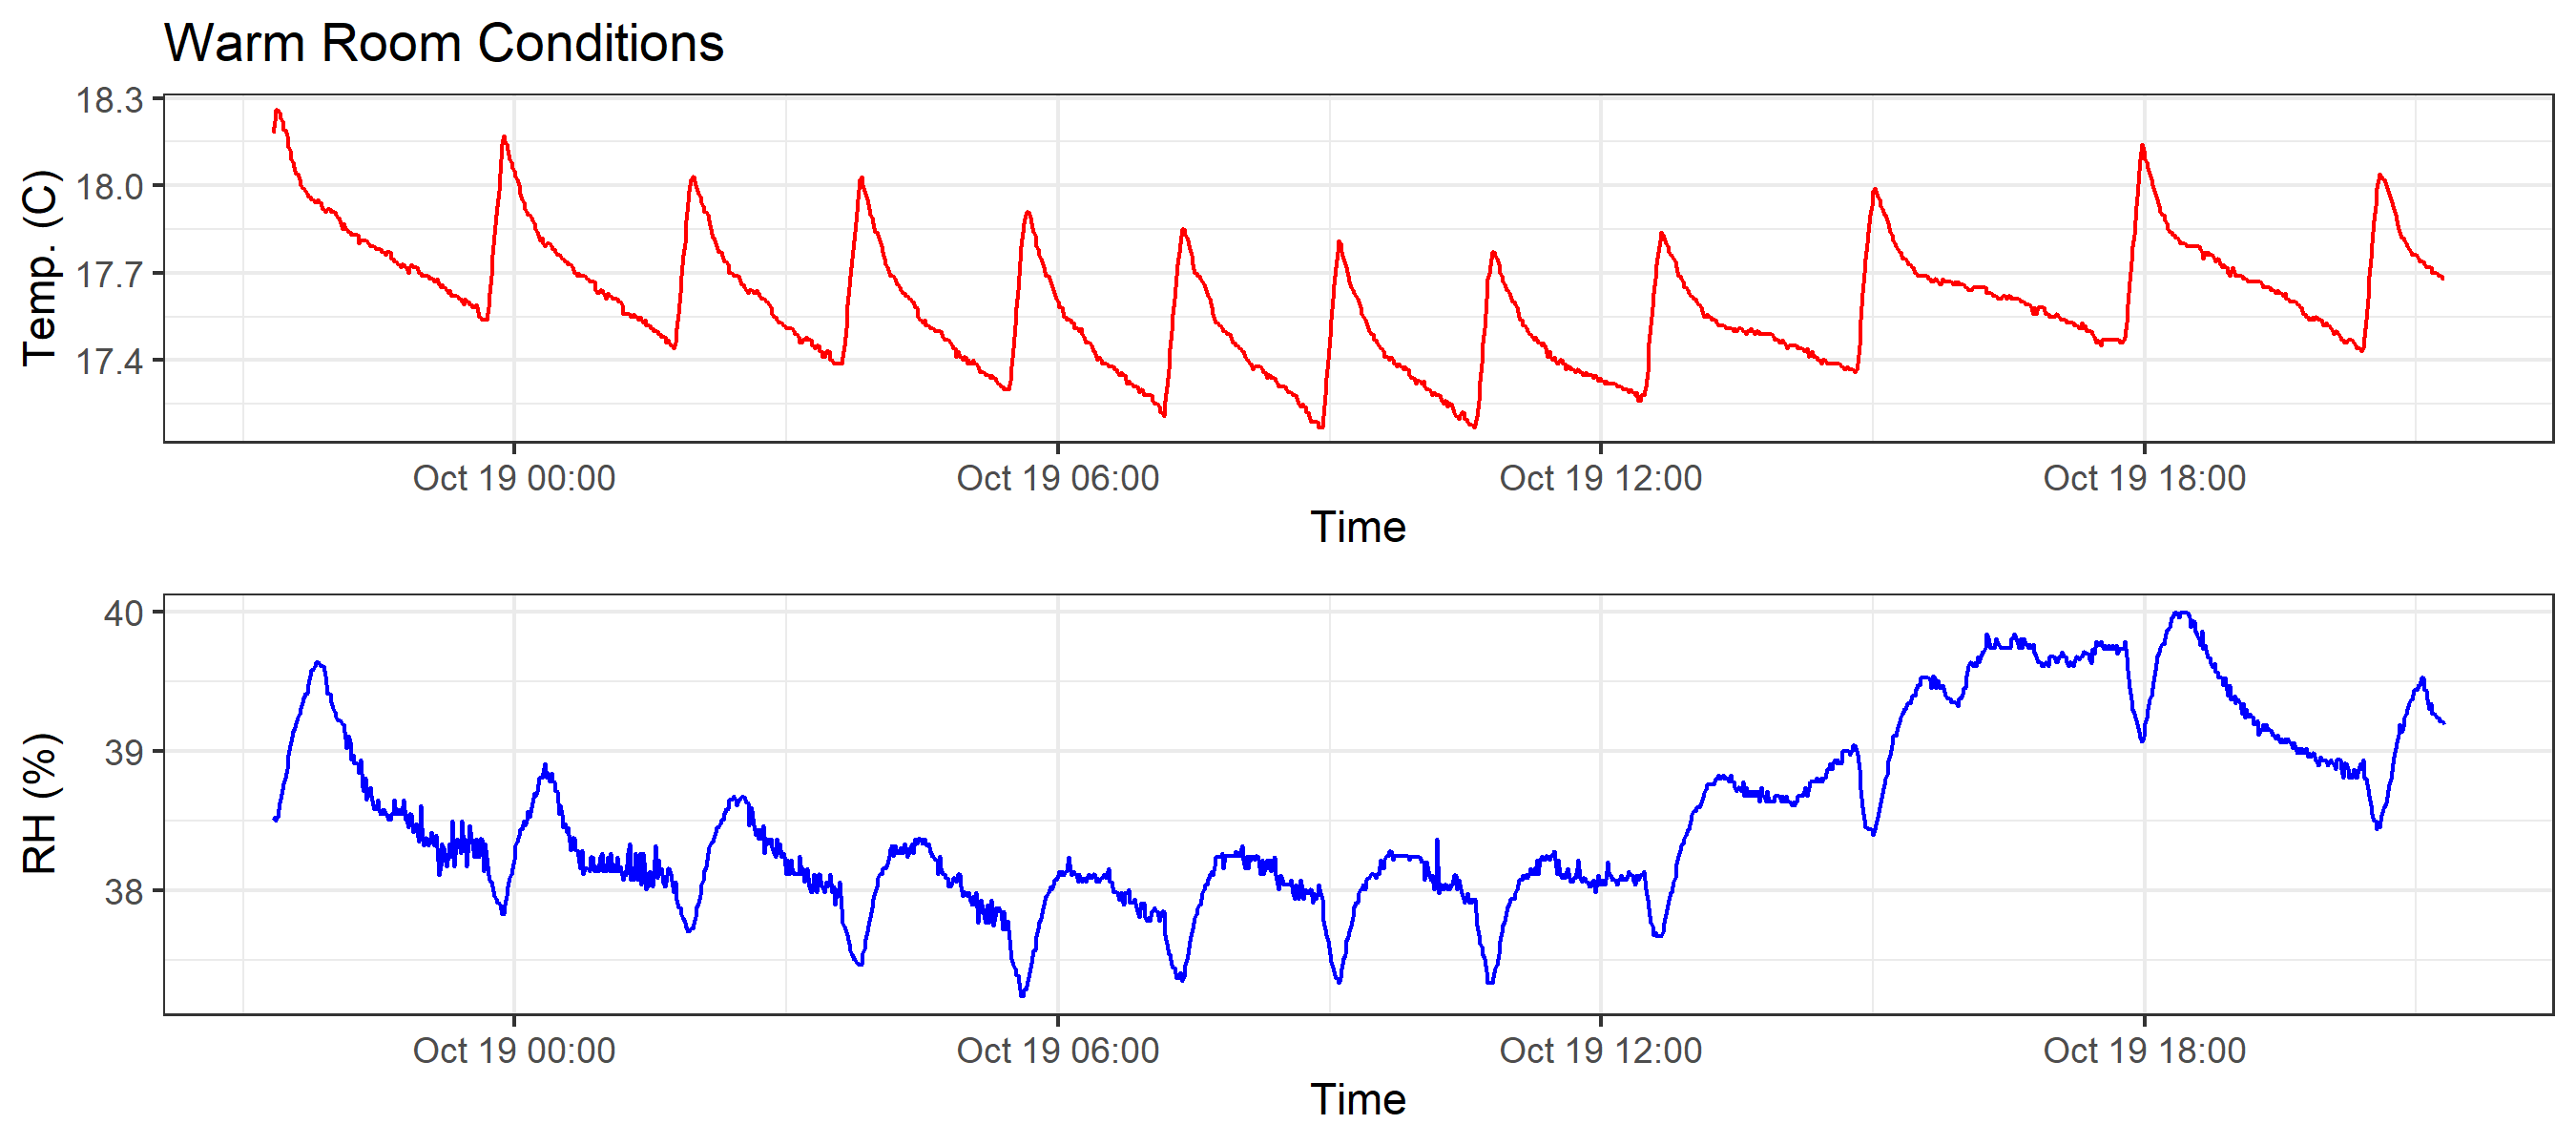 Warm Room Conditions
18.3
18.0
17.7
17.4
Temp. (C)
Oct 19 00:00 Oct 19 06:00 Oct 19 12:00 Oct 19 18:00
Time
40
39
38
RH (%)
Oct 19 00:00 Oct 19 06:00 Oct 19 12:00 Oct 19 18:00
Time